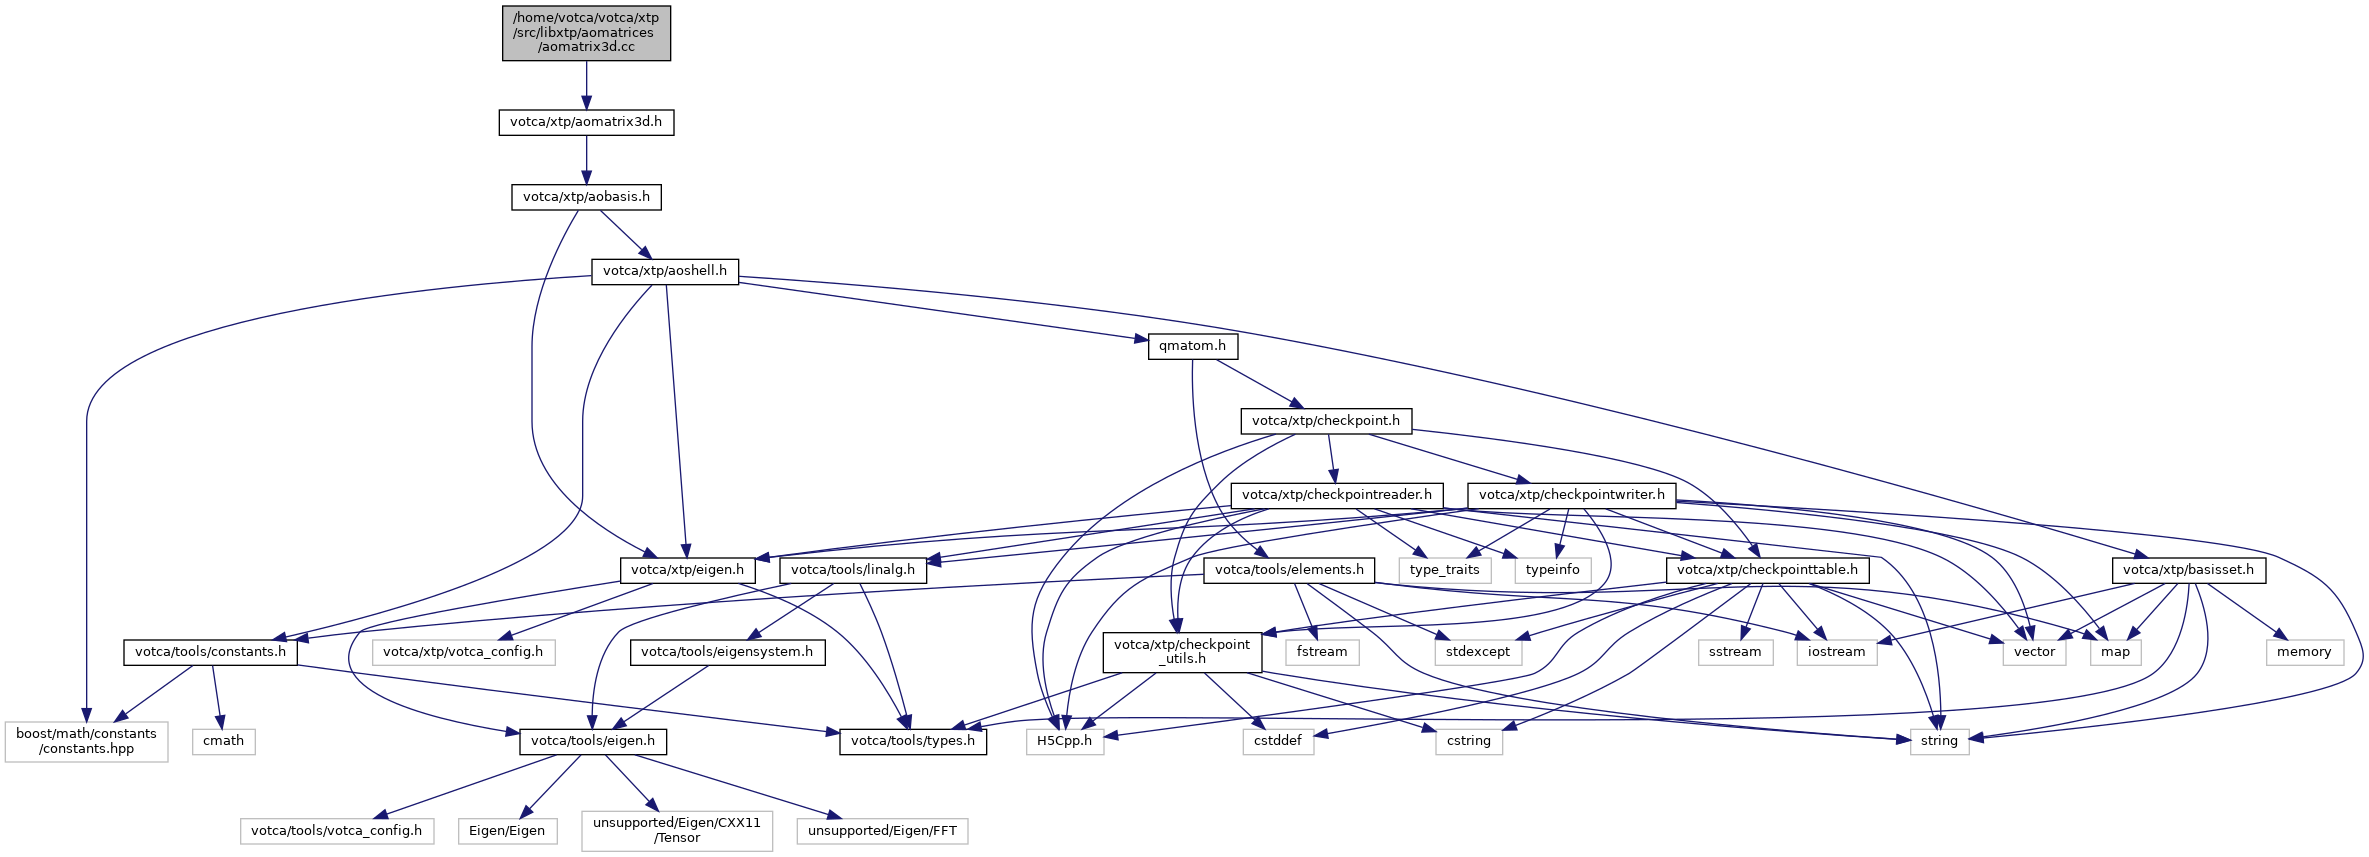 /home/votca/votca/xtp
/src/libxtp/aomatrices
/aomatrix3d.cc
votca/xtp/aomatrix3d.h
votca/xtp/aobasis.h
votca/xtp/aoshell.h
qmatom.h
votca/xtp/checkpoint.h
votca/xtp/checkpointreader.h
votca/xtp/checkpointwriter.h
votca/xtp/eigen.h
votca/tools/linalg.h
votca/tools/elements.h
type_traits
typeinfo
votca/xtp/checkpointtable.h
votca/xtp/basisset.h
votca/tools/constants.h
votca/xtp/votca_config.h
votca/tools/eigensystem.h
votca/xtp/checkpoint
_utils.h
fstream
stdexcept
sstream
iostream
vector
map
memory
boost/math/constants
/constants.hpp
cmath
votca/tools/eigen.h
votca/tools/types.h
H5Cpp.h
cstddef
cstring
string
votca/tools/votca_config.h
Eigen/Eigen
unsupported/Eigen/CXX11
/Tensor
unsupported/Eigen/FFT